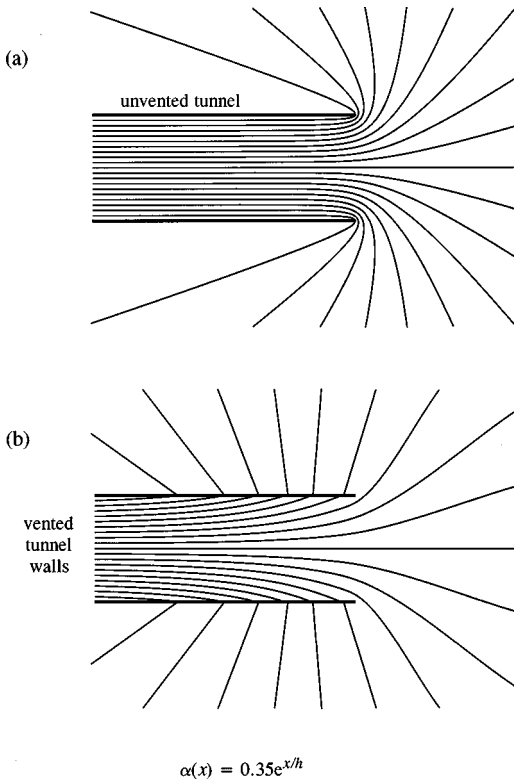 (a)
unvented tunnel
(b)
vented
tunnel
walls
α(x) = 0.35e^{x/h}